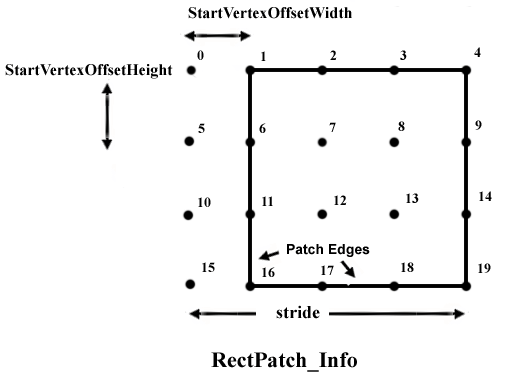 StartVertexOffsetWidth
0 1 2 3 4
StartVertexOffsetHeight
5 6 7 8 9
10 11 12 13 14
Patch Edges
15 16 17 18 19
stride
RectPatch_Info